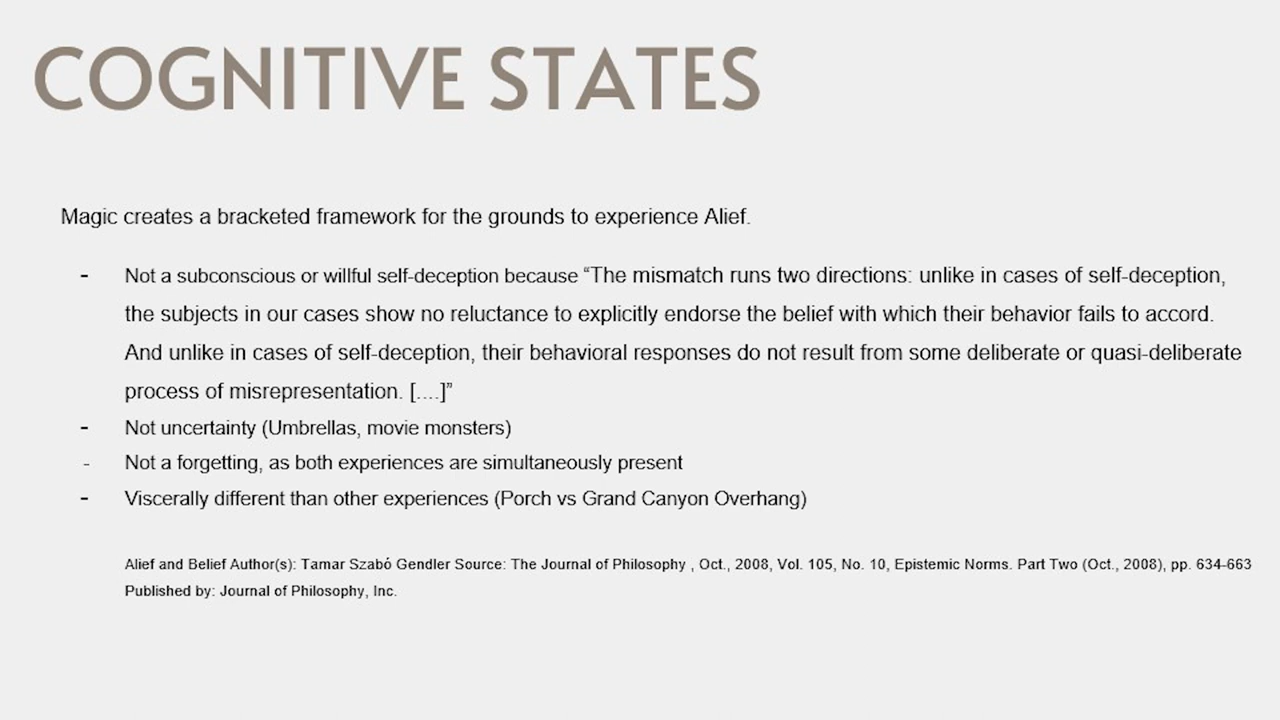 COGNITIVE STATES
Magic creates a bracketed framework for the grounds to experience Alief.
- Not a subconscious or willful self-deception because “The mismatch runs two directions: unlike in cases of self-deception,
the subjects in our cases show no reluctance to explicitly endorse the belief with which their behavior fails to accord.
And unlike in cases of self-deception, their behavioral responses do not result from some deliberate or quasi-deliberate
process of misrepresentation. [....]”
- Not uncertainty (Umbrellas, movie monsters)
- Not a forgetting, as both experiences are simultaneously present
- Viscerally different than other experiences (Porch vs Grand Canyon Overhang)
Alief and Belief Author(s): Tamar Szabó Gendler Source: The Journal of Philosophy , Oct., 2008, Vol. 105, No. 10, Epistemic Norms. Part Two (Oct., 2008), pp. 634-663
Published by: Journal of Philosophy, Inc.